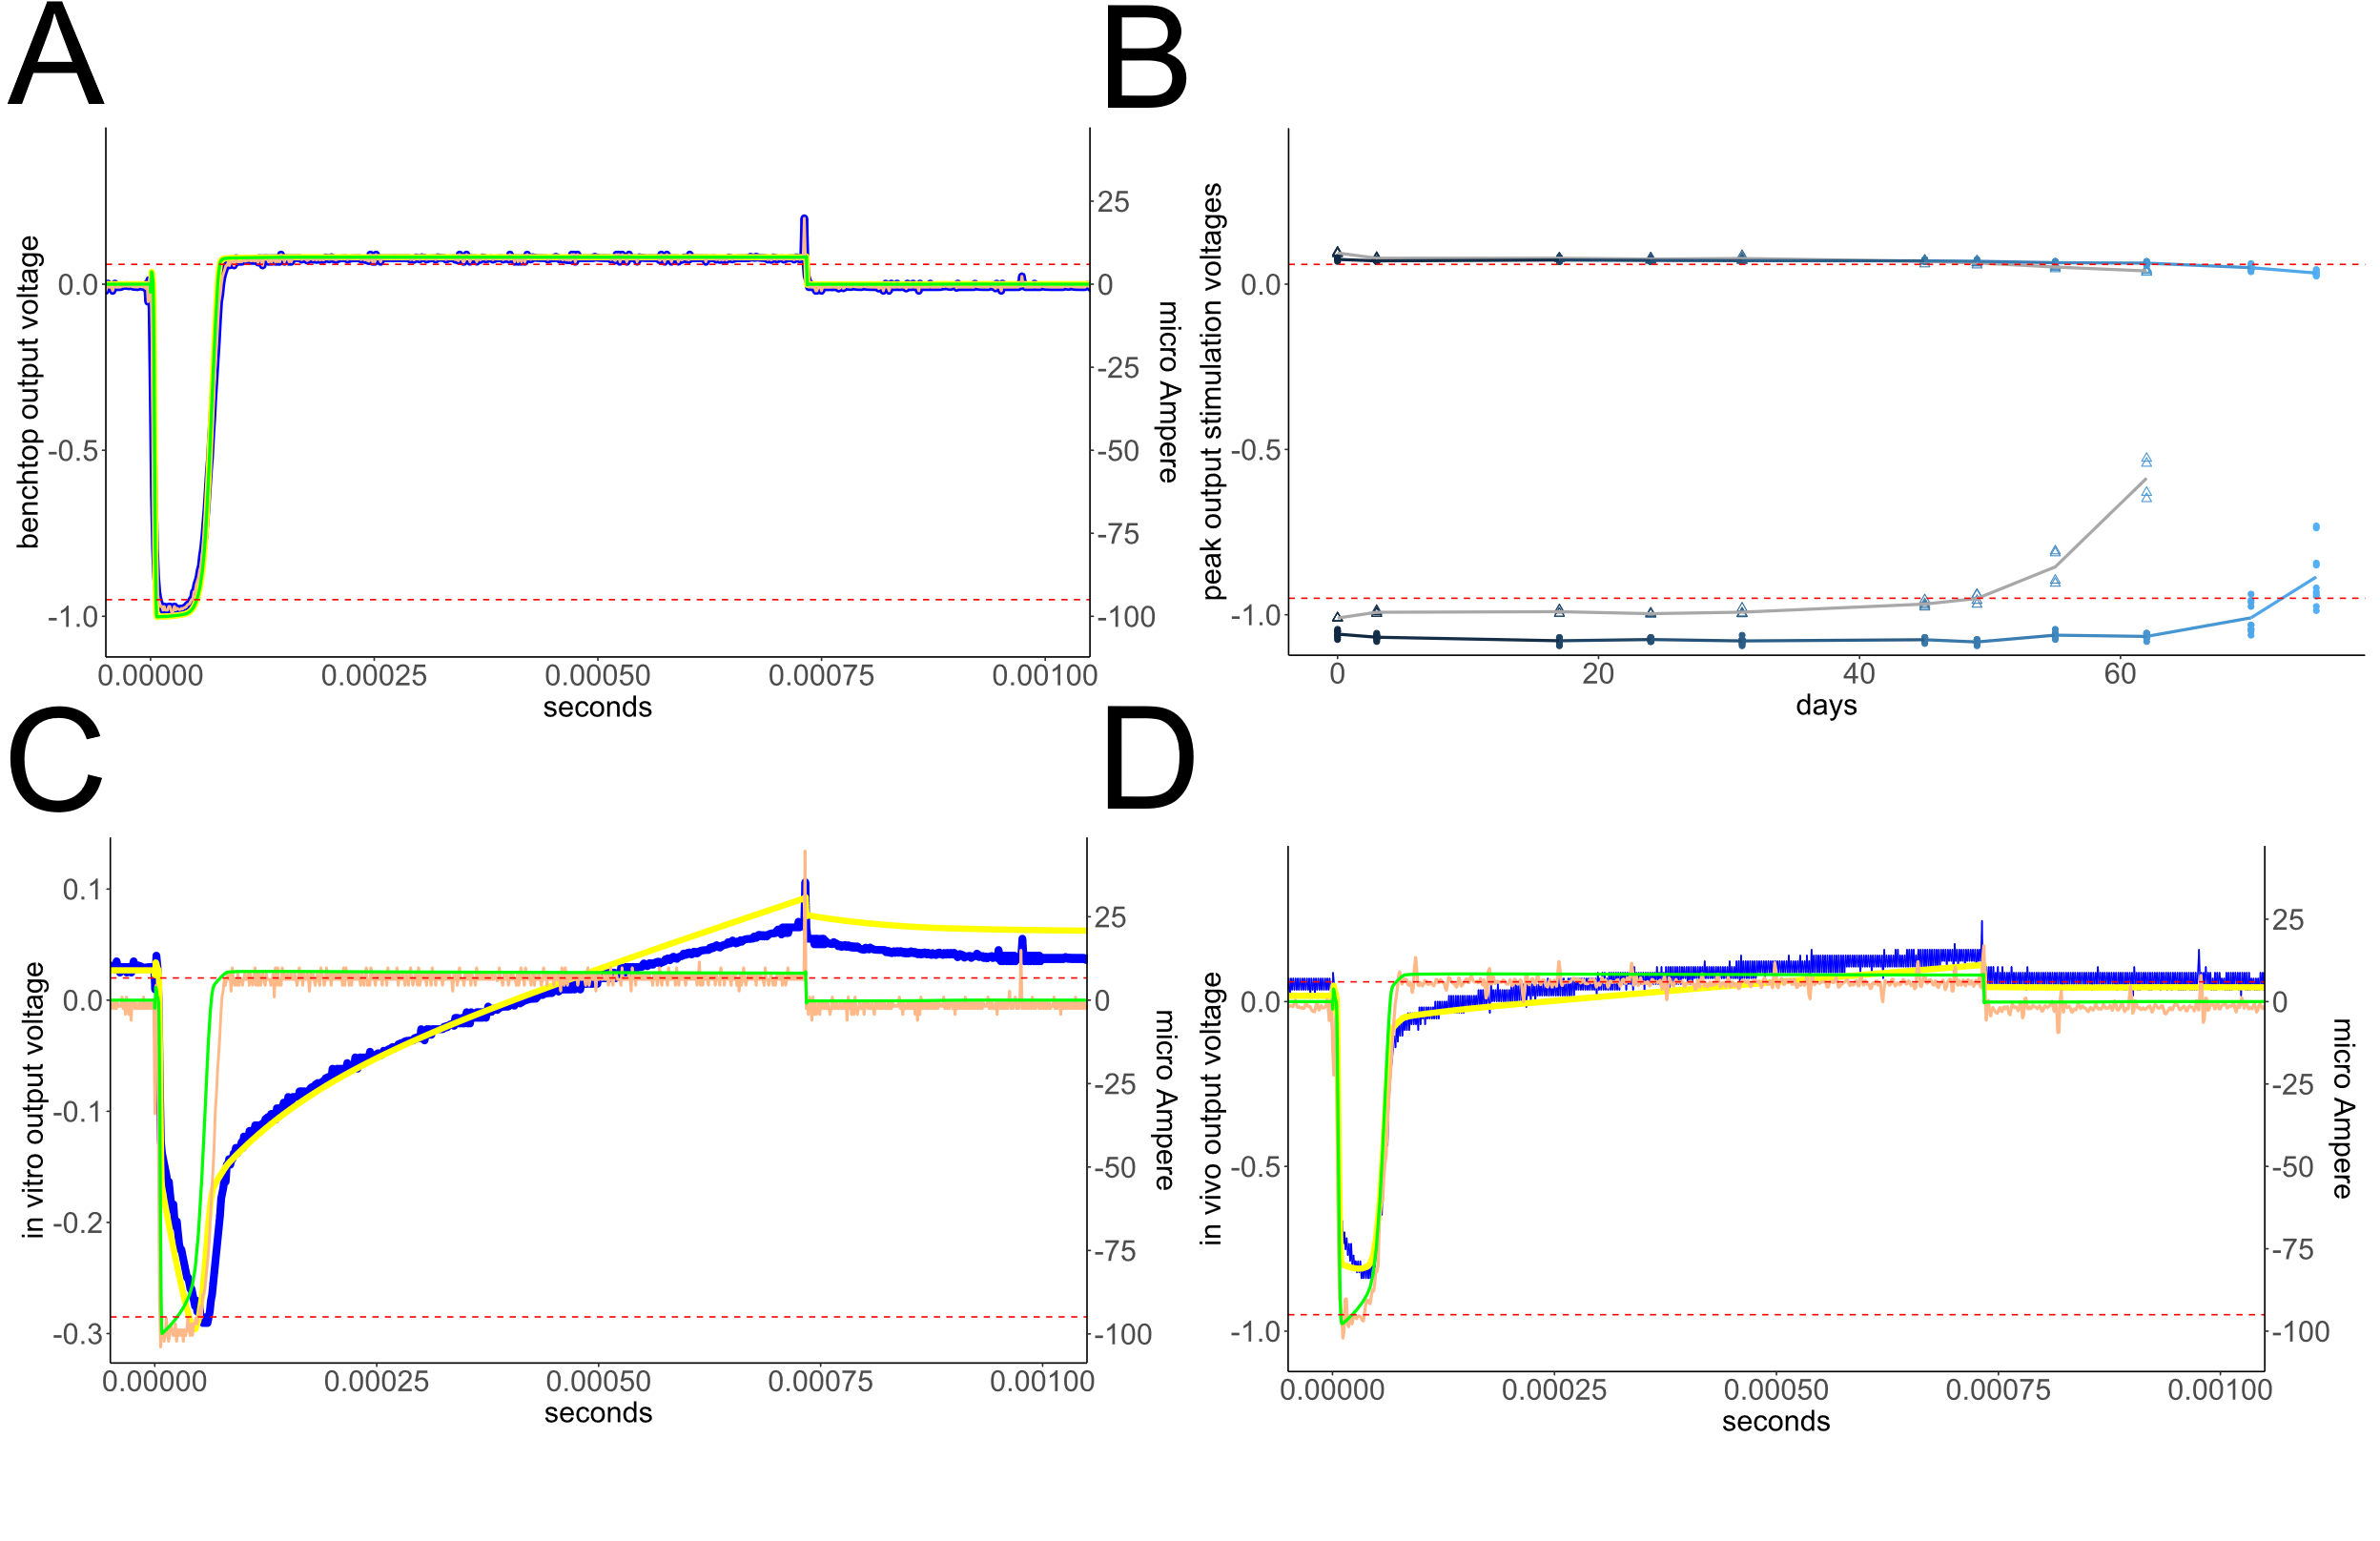 A
benchtop output voltage
0.0
-0.5
-1.0
25
0
-25
-50
-75
-100
micro Ampere
0.00000 0.00025 0.00050 0.00075 0.00100
seconds
B
peak output stimulation voltages
0.0
-0.5
-1.0
0 20 40 60
days
C
in vitro output voltage
0.1
0.0
-0.1
-0.2
-0.3
25
0
-25
-50
-75
-100
micro Ampere
0.00000 0.00025 0.00050 0.00075 0.00100
seconds
D
in vivo output voltage
0.0
-0.5
-1.0
25
0
-25
-50
-75
-100
micro Ampere
0.00000 0.00025 0.00050 0.00075 0.00100
seconds